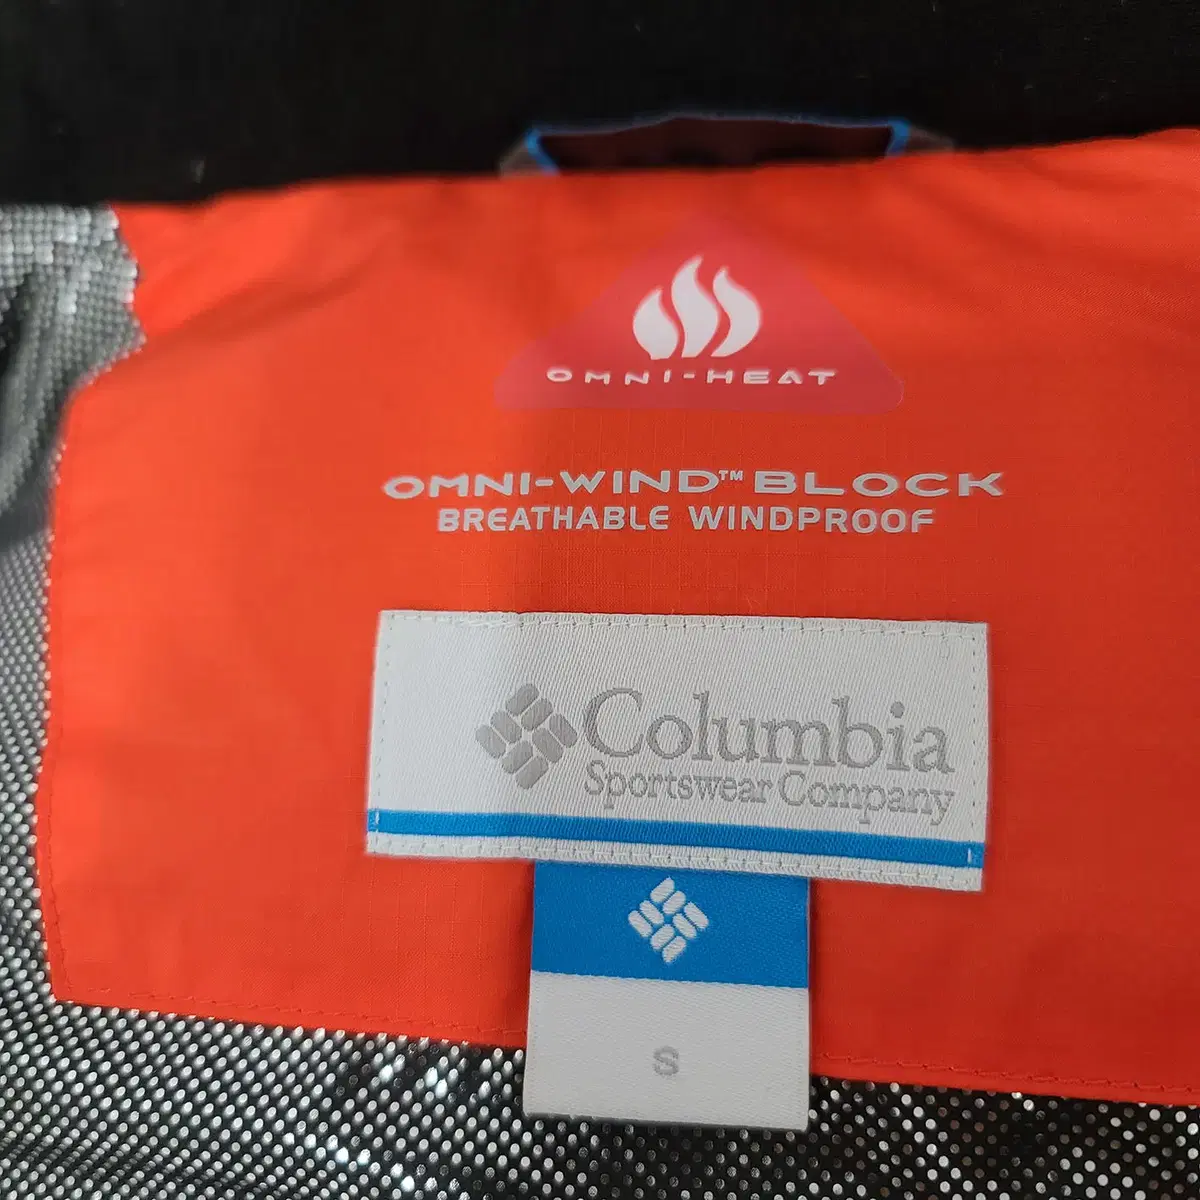 OMNI-HEAT
OMNI-WIND™ BLOCK
BREATHABLE WINDPROOF
Columbia
Sportswear Company
S